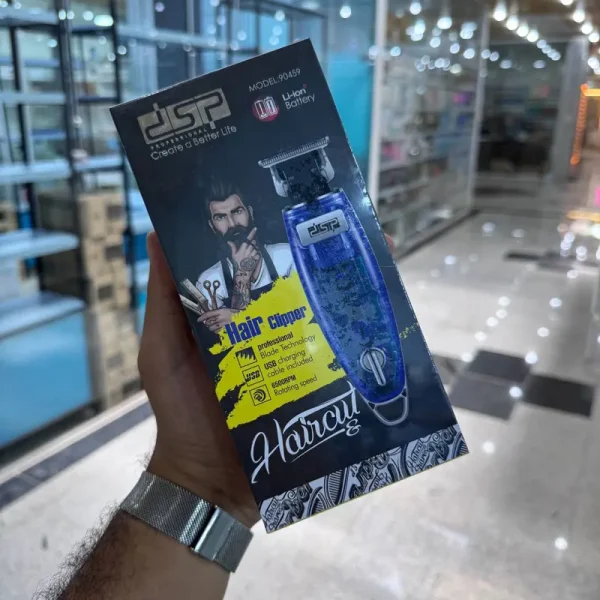 MODEL:90459
dsp
PROFESSIONAL
Create a Better Life
Li-ion
Battery
dsp
Hair Clipper
professional
Blade Technology
USB
USB charging
cable included
6500RPM
Rotating speed
Haircut
&